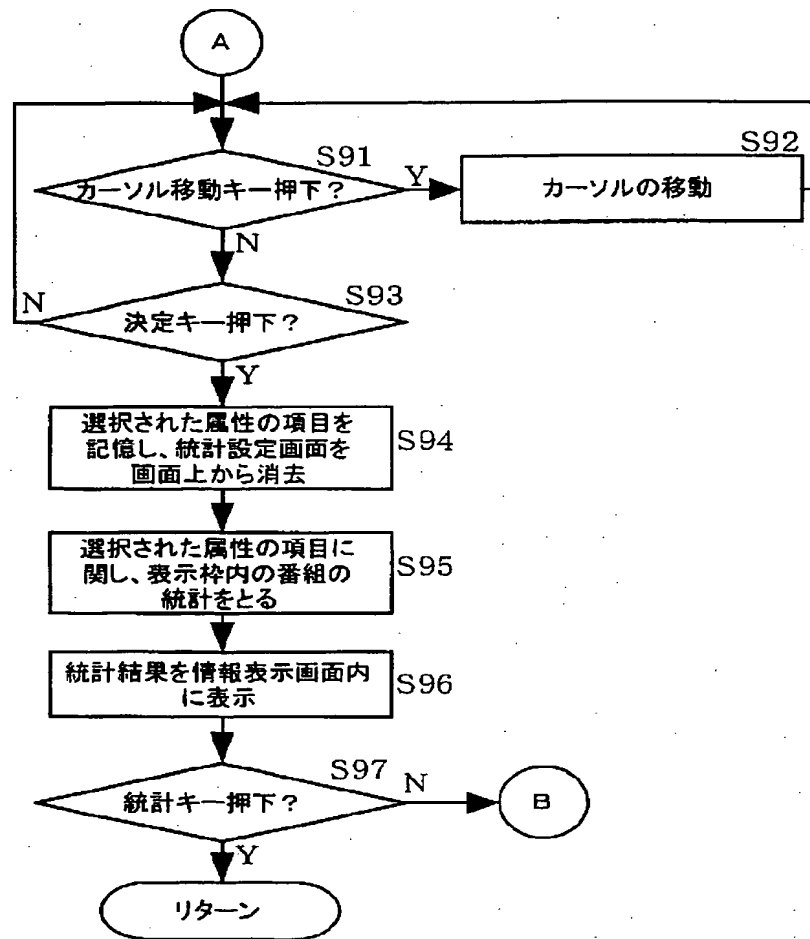 A
S91
カーソル移動キー押下？
Y
S92
カーソルの移動
N
S93
決定キー押下？
N
Y
選択された属性の項目を
記憶し、統計設定画面を
画面上から消去
S94
選択された属性の項目に
関し、表示枠内の番組の
統計をとる
S95
統計結果を情報表示画面内
に表示
S96
S97
統計キー押下？
N
B
Y
リターン